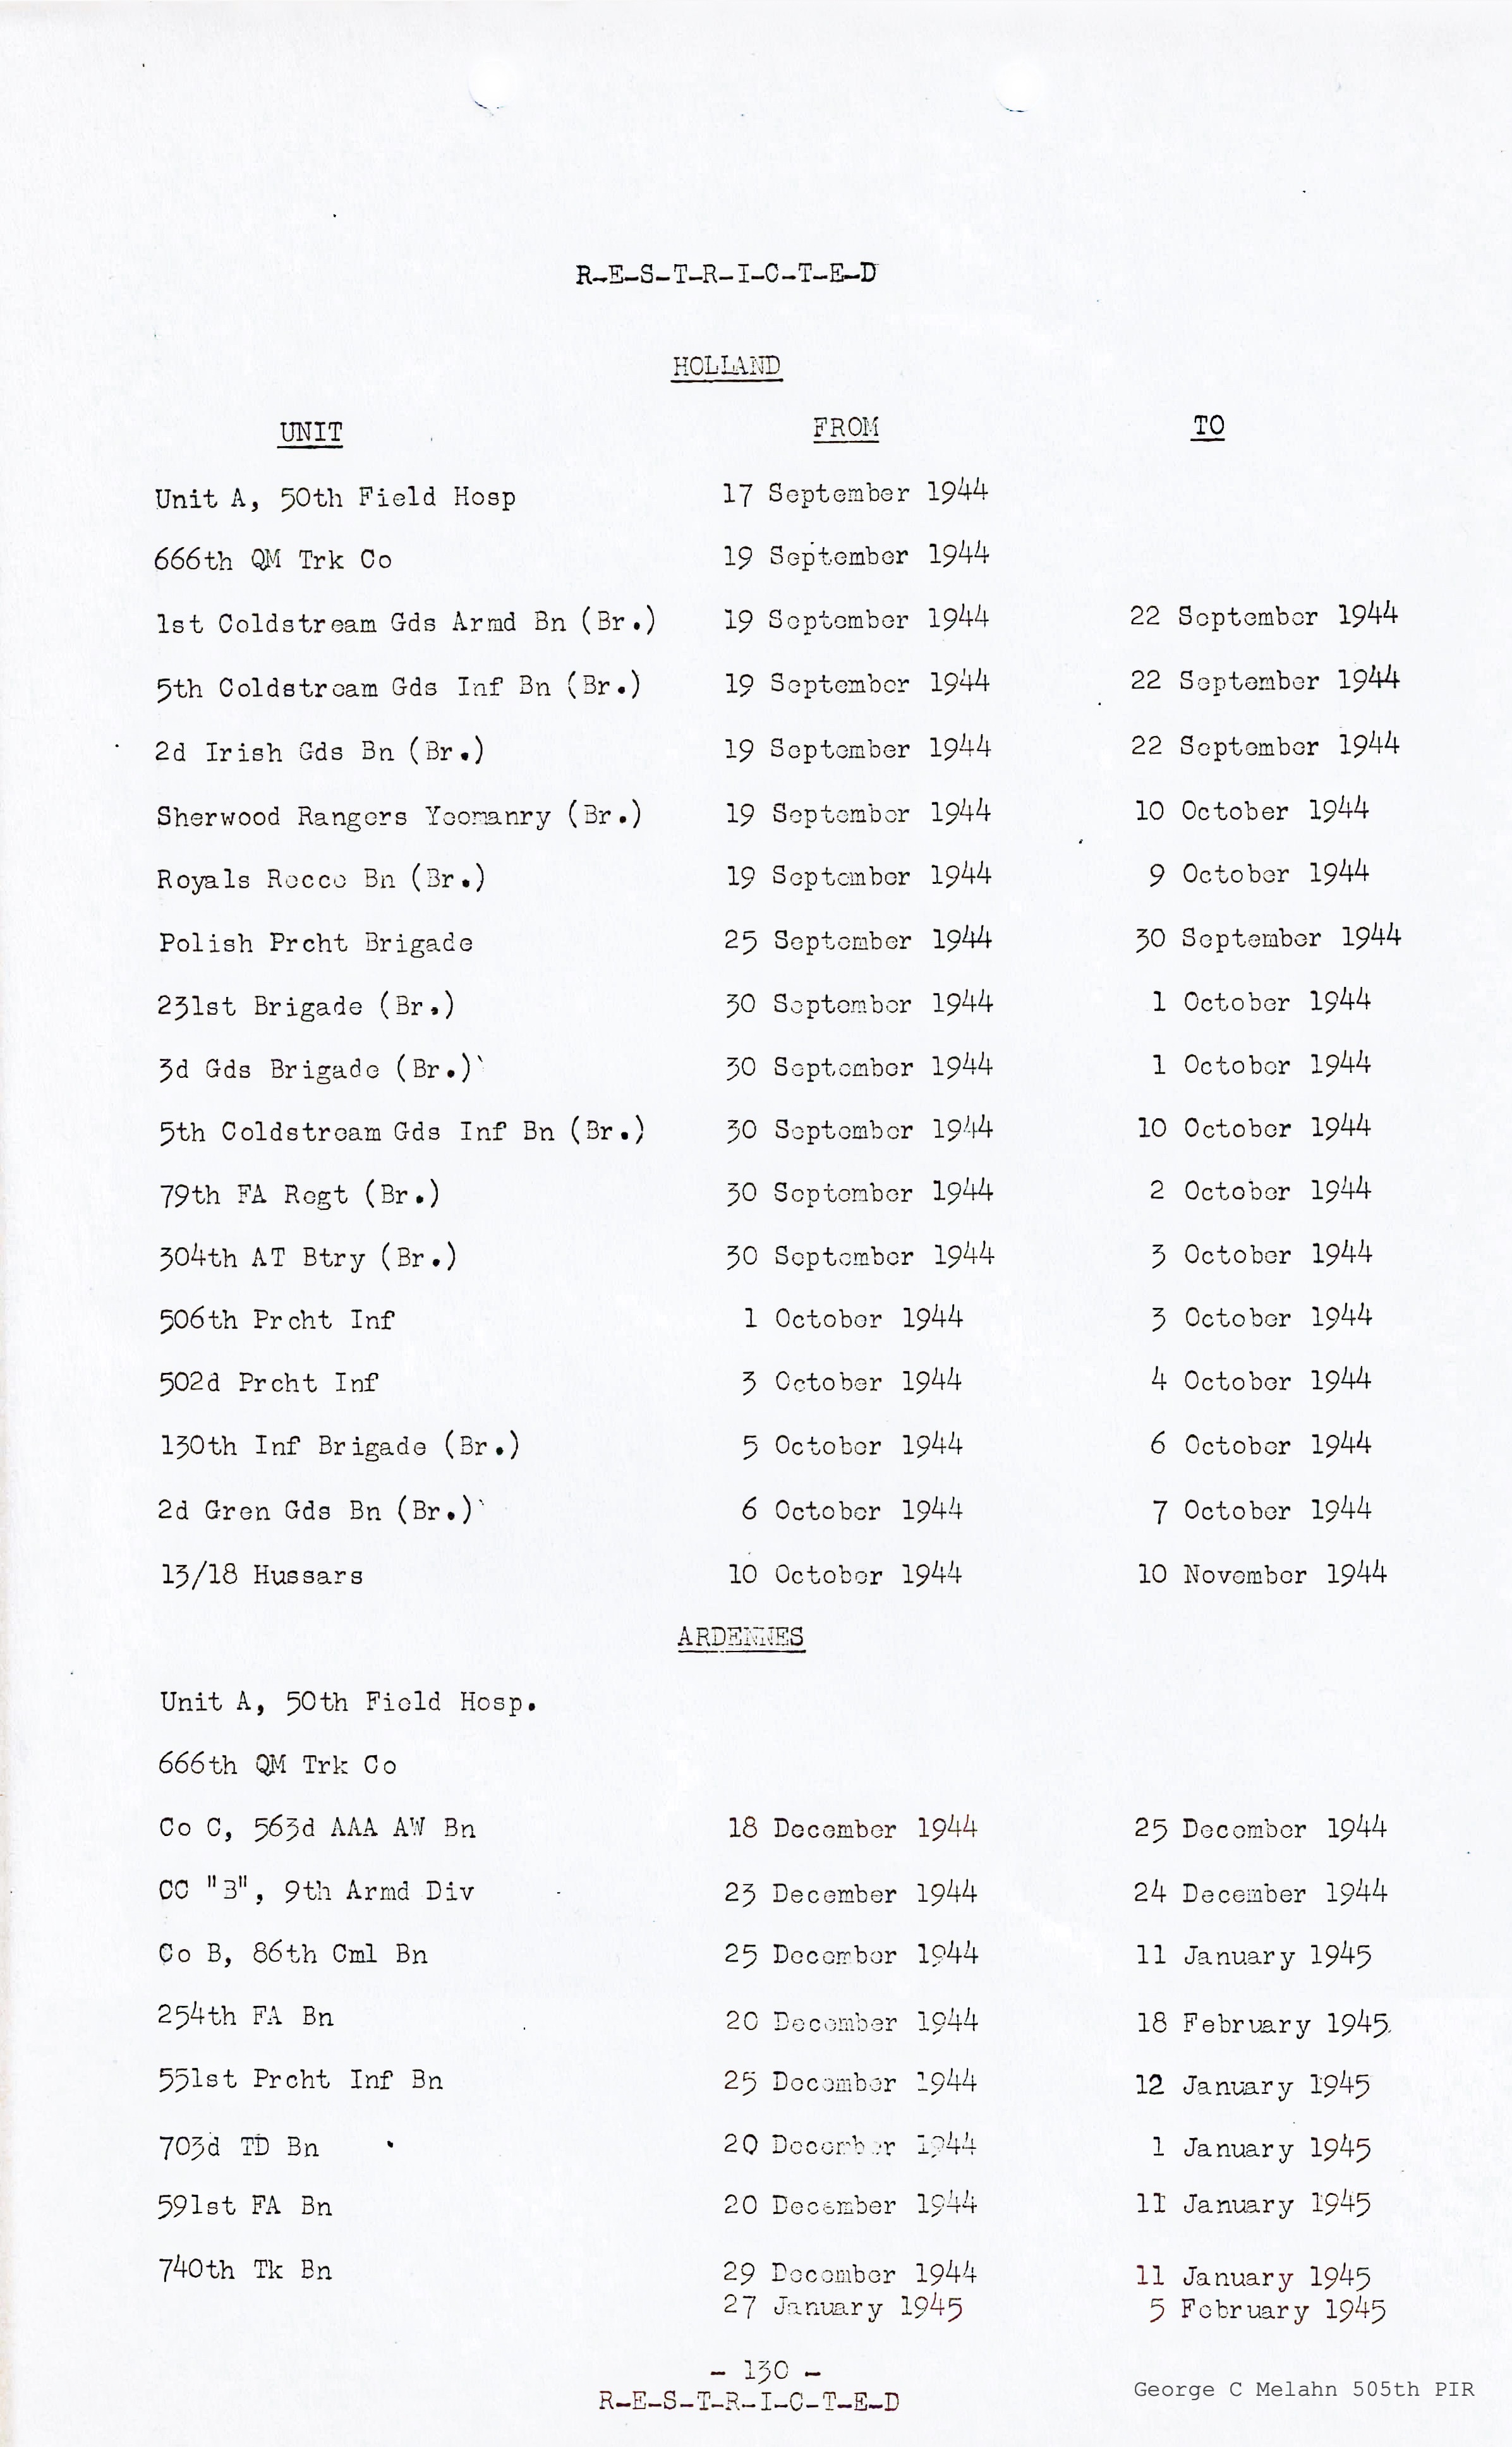 R-E-S-T-R-I-C-T-E-D
HOLLAND
UNIT FROM TO
Unit A, 50th Field Hosp 17 September 1944
666th QM Trk Co 19 September 1944
1st Coldstream Gds Armd Bn (Br.) 19 September 1944 22 September 1944
5th Coldstream Gds Inf Bn (Br.) 19 September 1944 22 September 1944
2d Irish Gds Bn (Br.) 19 September 1944 22 September 1944
Sherwood Rangers Yeomanry (Br.) 19 September 1944 10 October 1944
Royals Recce Bn (Br.) 19 September 1944 9 October 1944
Polish Prcht Brigade 25 September 1944 30 September 1944
231st Brigade (Br.) 30 September 1944 1 October 1944
3d Gds Brigade (Br.) 30 September 1944 1 October 1944
5th Coldstream Gds Inf Bn (Br.) 30 September 1944 10 October 1944
79th FA Regt (Br.) 30 September 1944 2 October 1944
304th AT Btry (Br.) 30 September 1944 3 October 1944
506th Prcht Inf 1 October 1944 3 October 1944
502d Prcht Inf 3 October 1944 4 October 1944
130th Inf Brigade (Br.) 5 October 1944 6 October 1944
2d Gren Gds Bn (Br.) 6 October 1944 7 October 1944
13/18 Hussars 10 October 1944 10 November 1944
ARDENNES
Unit A, 50th Field Hosp.
666th QM Trk Co
Co C, 563d AAA AW Bn 18 December 1944 25 December 1944
CC "B", 9th Armd Div 23 December 1944 24 December 1944
Co B, 86th Cml Bn 25 December 1944 11 January 1945
254th FA Bn 20 December 1944 18 February 1945
551st Prcht Inf Bn 25 December 1944 12 January 1945
703d TD Bn 20 December 1944 1 January 1945
591st FA Bn 20 December 1944 11 January 1945
740th Tk Bn 29 December 1944 11 January 1945
27 January 1945 5 February 1945
- 130 -
R-E-S-T-R-I-C-T-E-D
George C Melahn 505th PIR